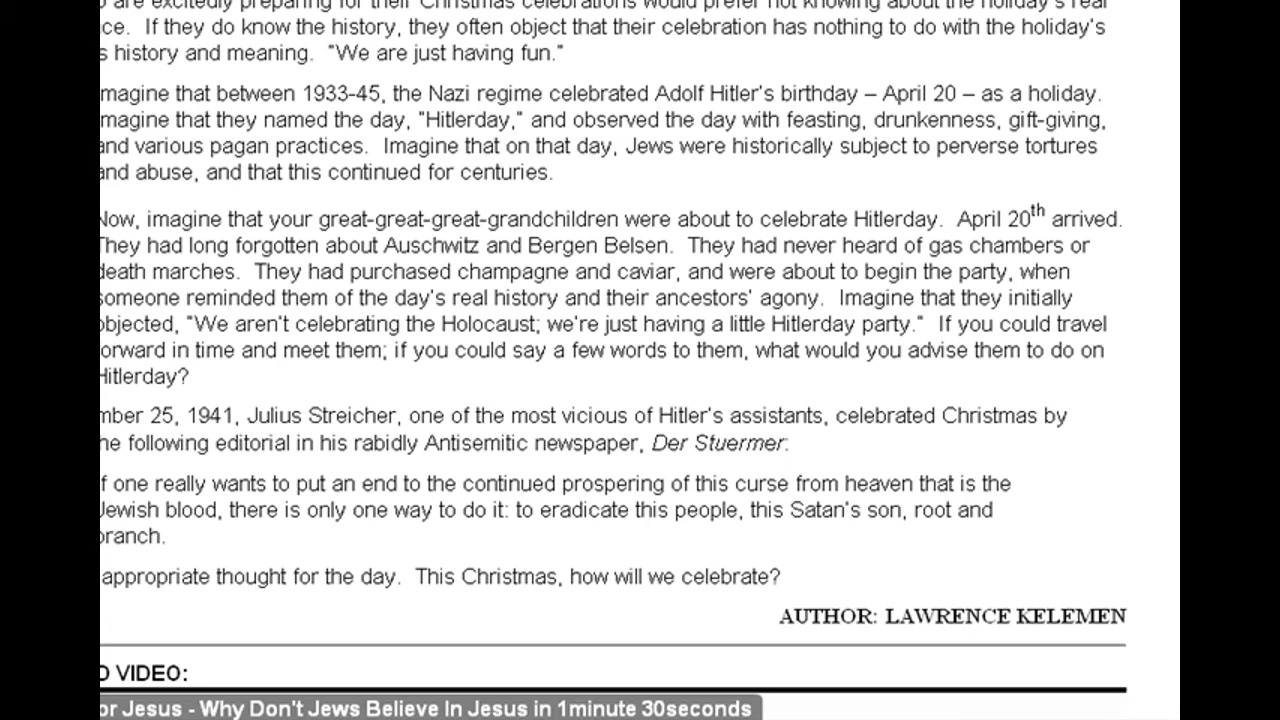 are excitedly preparing for their Christmas celebrations would prefer not knowing about the holiday's real
ce. If they do know the history, they often object that their celebration has nothing to do with the holiday's
s history and meaning. "We are just having fun."
magine that between 1933-45, the Nazi regime celebrated Adolf Hitler's birthday – April 20 – as a holiday.
magine that they named the day, "Hitlerday," and observed the day with feasting, drunkenness, gift-giving,
and various pagan practices. Imagine that on that day, Jews were historically subject to perverse tortures
and abuse, and that this continued for centuries.
Now, imagine that your great-great-great-grandchildren were about to celebrate Hitlerday. April 20th arrived.
They had long forgotten about Auschwitz and Bergen Belsen. They had never heard of gas chambers or
death marches. They had purchased champagne and caviar, and were about to begin the party, when
someone reminded them of the day's real history and their ancestors' agony. Imagine that they initially
objected, "We aren't celebrating the Holocaust; we're just having a little Hitlerday party." If you could travel
orward in time and meet them; if you could say a few words to them, what would you advise them to do on
Hitlerday?
mber 25, 1941, Julius Streicher, one of the most vicious of Hitler's assistants, celebrated Christmas by
he following editorial in his rabidly Antisemitic newspaper, Der Stuermer:
f one really wants to put an end to the continued prospering of this curse from heaven that is the
Jewish blood, there is only one way to do it: to eradicate this people, this Satan's son, root and
branch.
appropriate thought for the day. This Christmas, how will we celebrate?
AUTHOR: LAWRENCE KELEMEN
D VIDEO:
or Jesus - Why Don't Jews Believe In Jesus in 1minute 30seconds